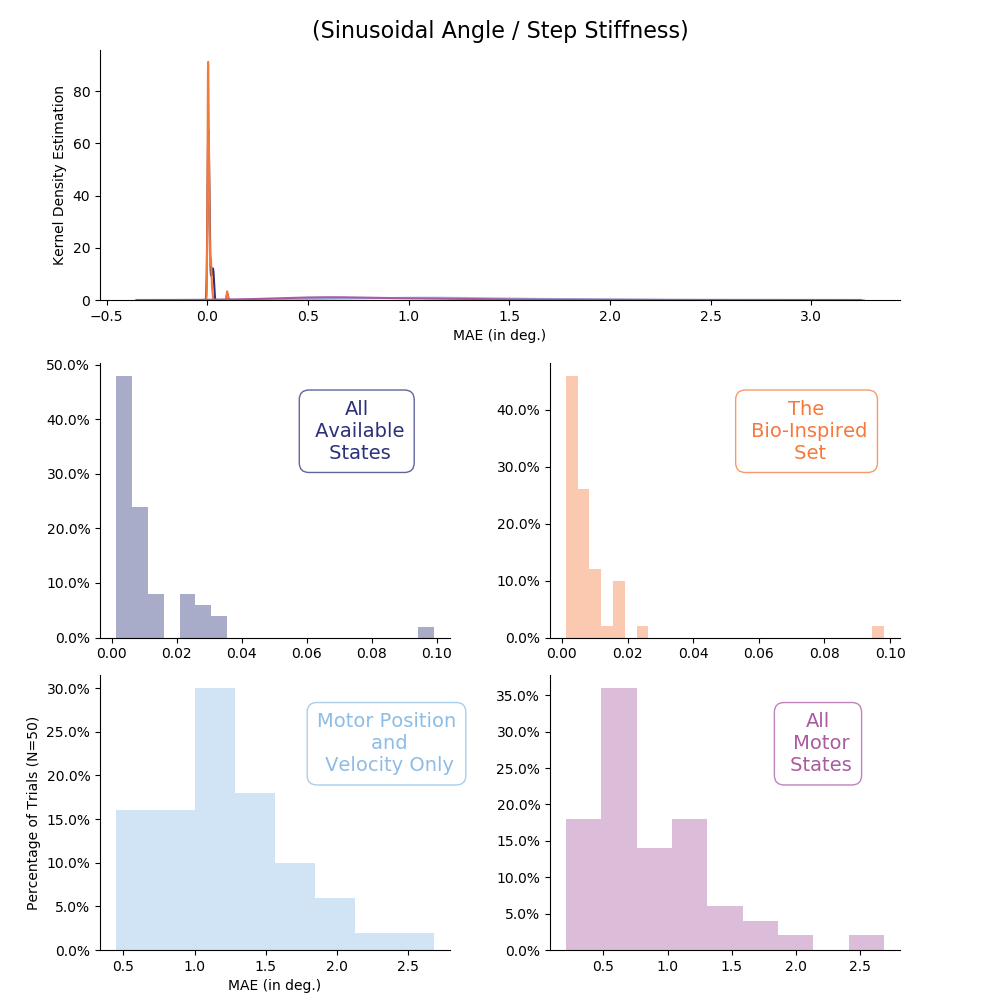 (Sinusoidal Angle / Step Stiffness)
Kernel Density Estimation
80
60
40
20
0
−0.5 0.0 0.5 1.0 1.5 2.0 2.5 3.0
MAE (in deg.)
50.0%
40.0%
30.0%
20.0%
10.0%
0.0%
0.00 0.02 0.04 0.06 0.08 0.10
All
Available
States
40.0%
30.0%
20.0%
10.0%
0.0%
0.00 0.02 0.04 0.06 0.08 0.10
The
Bio-Inspired
Set
Percentage of Trials (N=50)
30.0%
25.0%
20.0%
15.0%
10.0%
5.0%
0.0%
0.5 1.0 1.5 2.0 2.5
MAE (in deg.)
Motor Position
and
Velocity Only
35.0%
30.0%
25.0%
20.0%
15.0%
10.0%
5.0%
0.0%
0.5 1.0 1.5 2.0 2.5
All
Motor
States